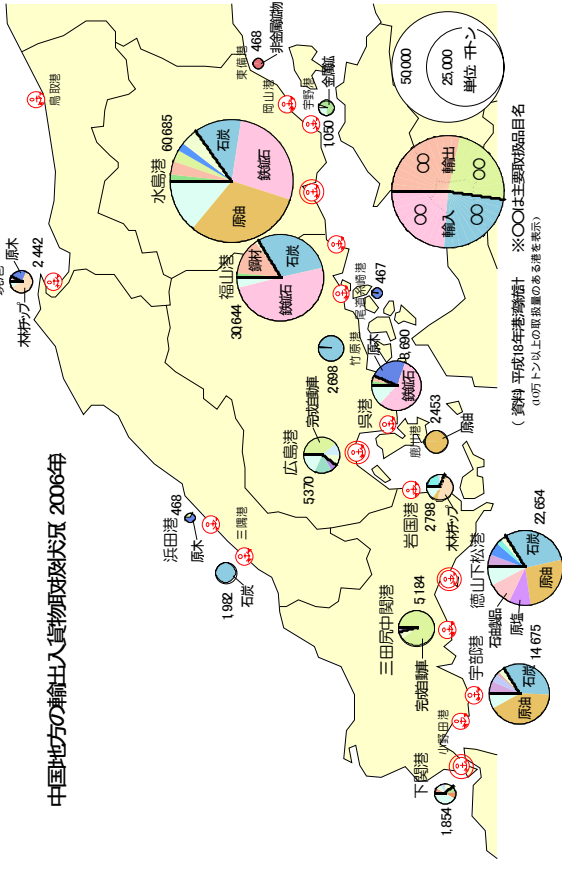 中国地方の輸出入貨物取扱状況(2006年)
鳥取港
境港
原木
2,442
木材チップ
浜田港
468
原木
三隅港
1,982
石炭
東備港
468
非金属鉱物
岡山港
宇野港
1,050
金属鉱
水島港
60,685
石炭
鉄鉱石
原油
福山港
30,644
鋼材
石炭
鉄鉱石
尾道糸崎港
467
竹原港
2,698
原木
8,690
鉄鉱石
呉港
広島港
完成自動車
5,370
鹿川港
2,453
原油
岩国港
2,798
木材チップ
徳山下松港
22,654
石炭
原油
原塩
石油製品
三田尻中関港
5,184
完成自動車
宇部港
14,675
石炭
原油
小野田港
下関港
1,854
50,000
25,000
単位:千トン
輸出
輸入
○○
○○
○○
○○
※○○は主要取扱品目名
(資料)平成18年港湾統計
(10万トン以上の取扱量のある港を表示)